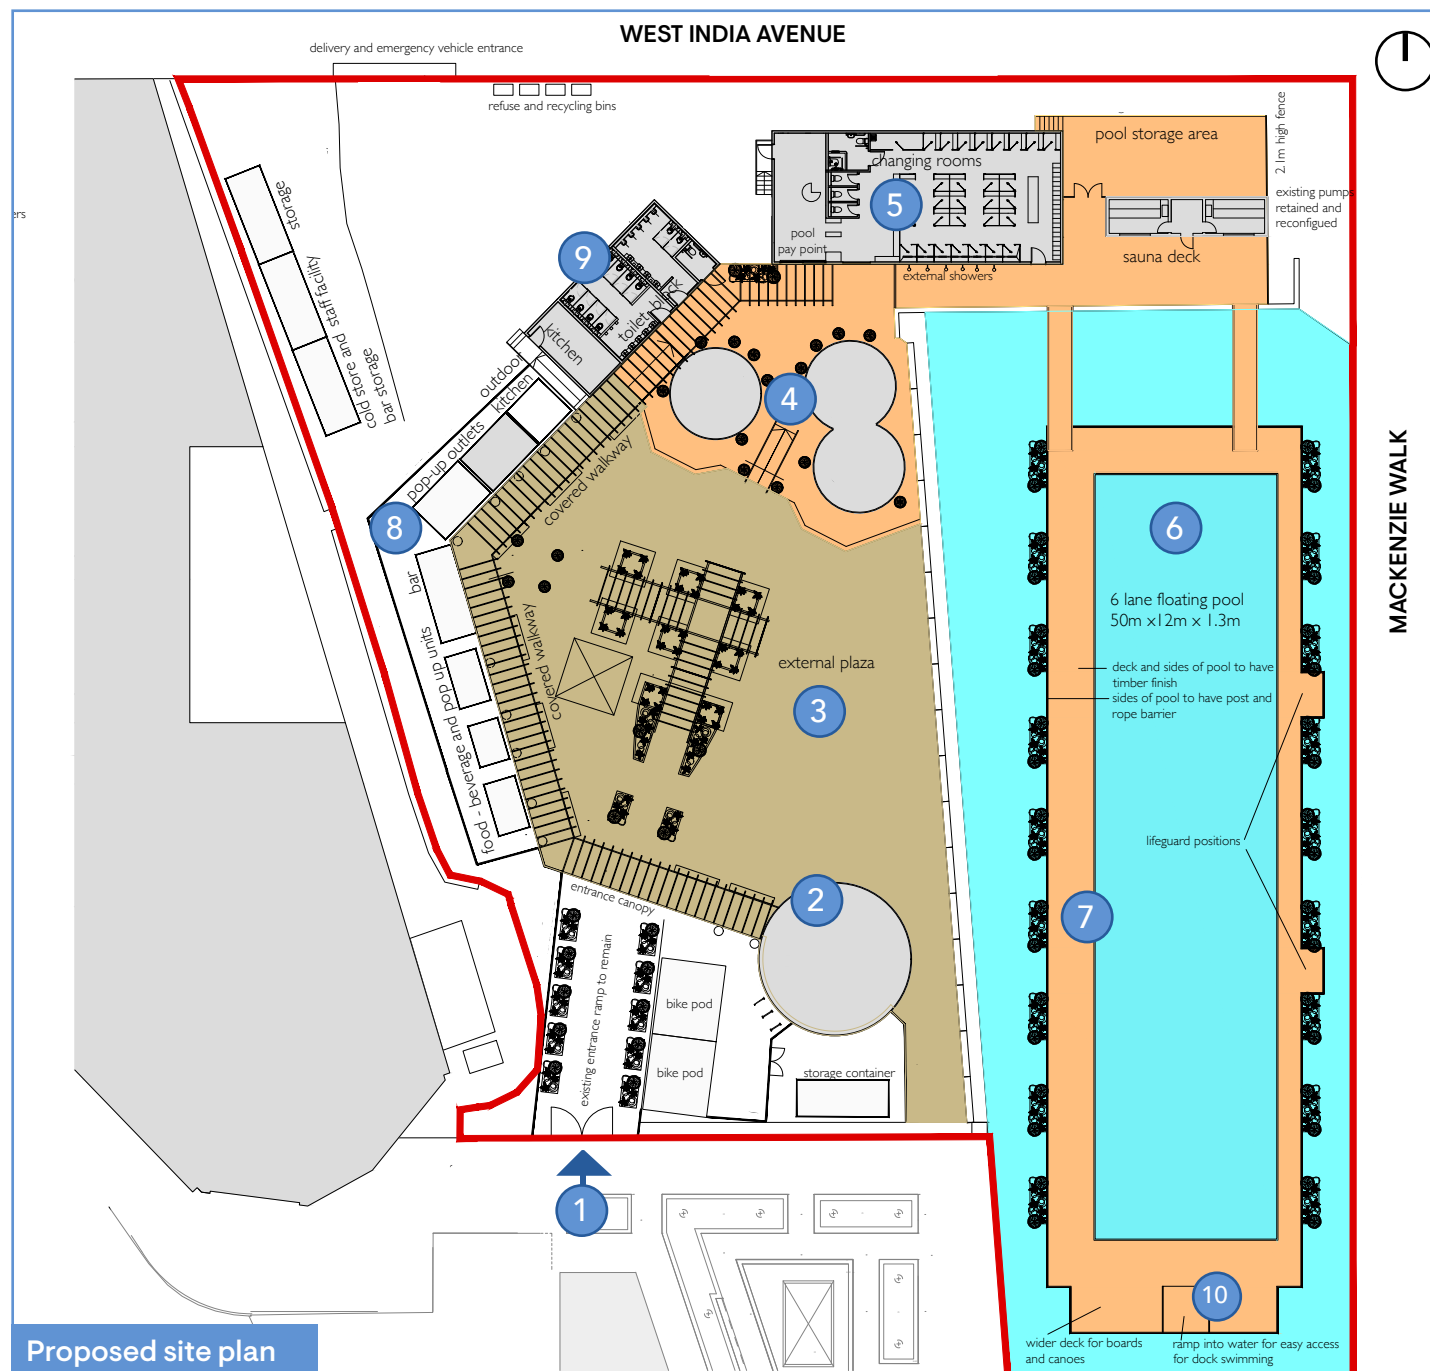 WEST INDIA AVENUE
delivery and emergency vehicle entrance
refuse and recycling bins
2.1m high fence
pool storage area
changing rooms
5
existing pumps
retained and
reconfigued
ers
storage
cold store and staff facility
bar storage
pool
pay point
sauna deck
external showers
9
toilet block
kitchen
outdoor
kitchen
pop-up outlets
covered walkway
4
8
bar
6
MACKENZIE WALK
6 lane floating pool
50m x12m x 1.3m
food - beverage and pop up units
covered walkway
external plaza
3
deck and sides of pool to have
timber finish
sides of pool to have post and
rope barrier
lifeguard positions
2
7
entrance canopy
existing entrance ramp to remain
bike pod
bike pod
storage container
1
10
wider deck for boards
and canoes
ramp into water for easy access
for dock swimming
Proposed site plan